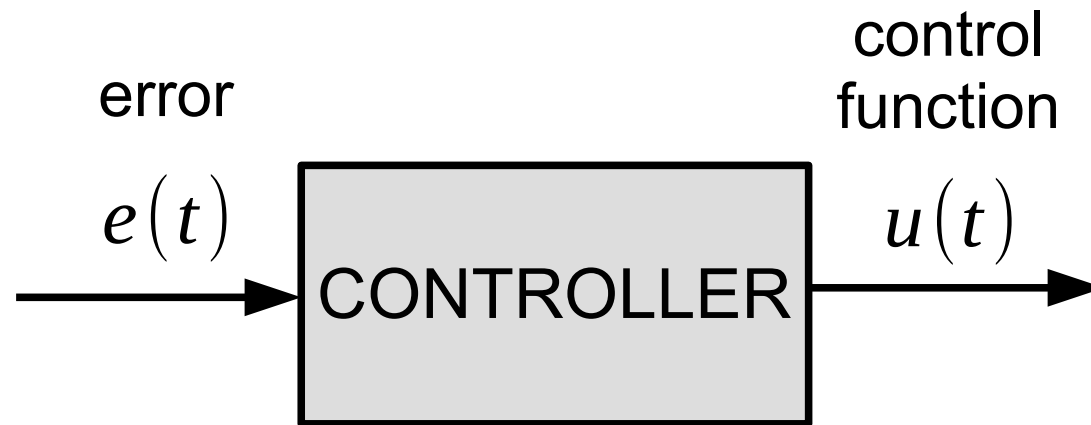 error
e(t)
CONTROLLER
control
function
u(t)